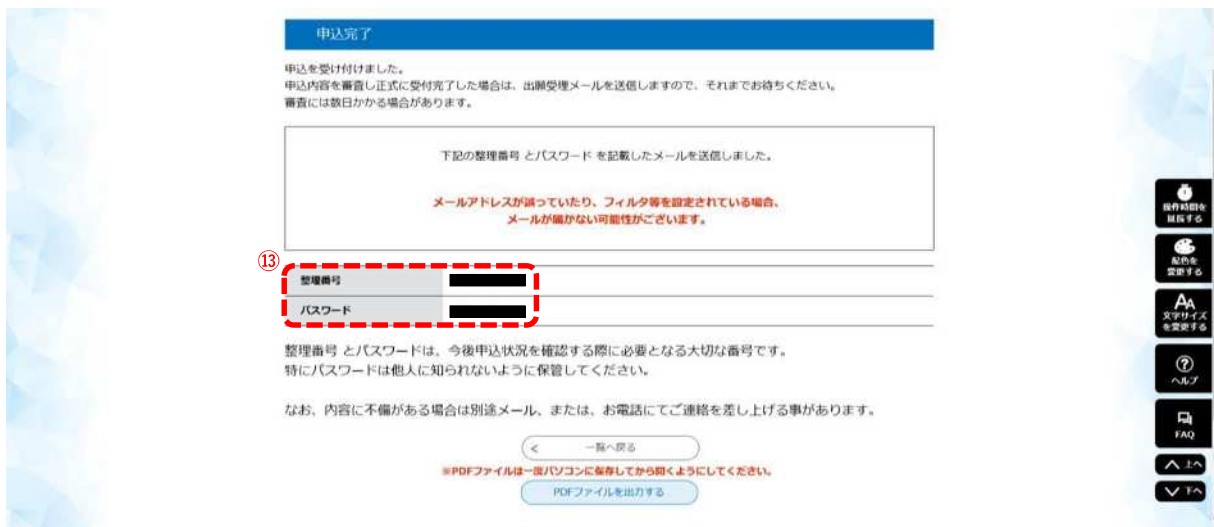 申込完了
申込を受け付けました。
申込内容を審査し正式に受付完了した場合は、出願受理メールを送信しますので、それまでお待ちください。
審査には数日かかる場合があります。
下記の整理番号 とパスワード を記載したメールを送信しました。
メールアドレスが誤っていたり、フィルタ等を設定されている場合、
メールが届かない可能性がございます。
⑬
整理番号
パスワード
整理番号 とパスワードは、今後申込状況を確認する際に必要となる大切な番号です。
特にパスワードは他人に知られないように保管してください。
なお、内容に不備がある場合は別途メール、または、お電話にてご連絡を差し上げる事があります。
< 一覧へ戻る
※PDFファイルは一度パソコンに保存してから開くようにしてください。
PDFファイルを出力する
操作時間を
延長する
配色を
変更する
AA
文字サイズ
を変更する
?
ヘルプ
FAQ
上へ
下へ